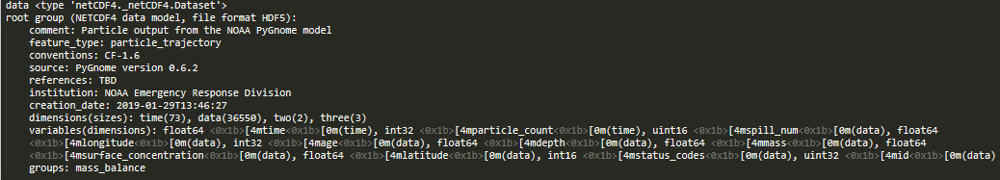 data <type 'netCDF4._netCDF4.Dataset'>
root group (NETCDF4 data model, file format HDF5):
comment: Particle output from the NOAA PyGnome model
feature_type: particle_trajectory
conventions: CF-1.6
source: PyGnome version 0.6.2
references: TBD
institution: NOAA Emergency Response Division
creation_date: 2019-01-29T13:46:27
dimensions(sizes): time(73), data(36550), two(2), three(3)
variables(dimensions): float64 <0x1b>[4mtime<0x1b>[0m(time), int32 <0x1b>[4mparticle_count<0x1b>[0m(time), uint16 <0x1b>[4mspill_num<0x1b>[0m(data), float64
<0x1b>[4mlongitude<0x1b>[0m(data), int32 <0x1b>[4mage<0x1b>[0m(data), float64 <0x1b>[4mdepth<0x1b>[0m(data), float64 <0x1b>[4mmass<0x1b>[0m(data), float64
<0x1b>[4msurface_concentration<0x1b>[0m(data), float64 <0x1b>[4mlatitude<0x1b>[0m(data), int16 <0x1b>[4mstatus_codes<0x1b>[0m(data), uint32 <0x1b>[4mid<0x1b>[0m(data)
groups: mass_balance